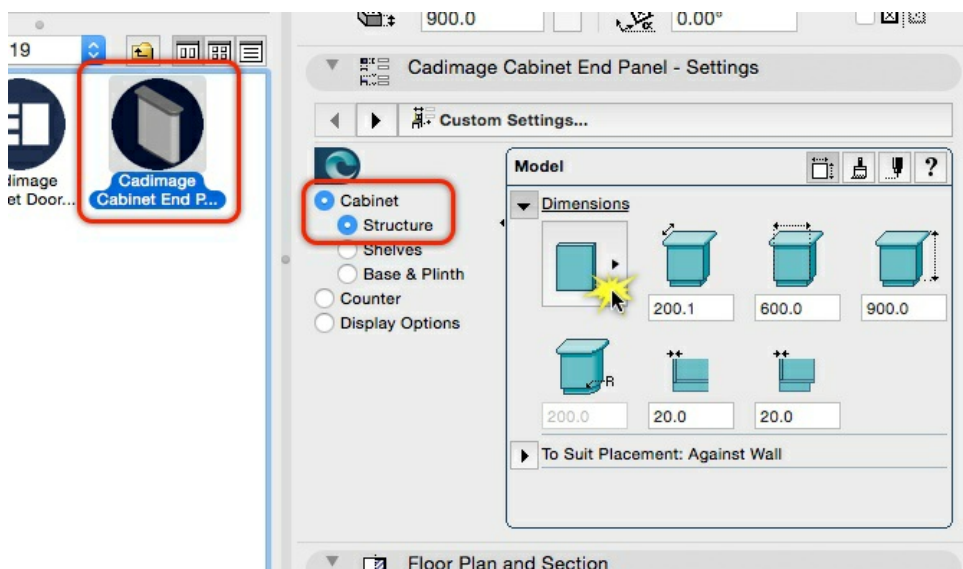 19
900.0
0.00°
Cadimage Cabinet End Panel - Settings
Custom Settings...
dimage
et Door...
Cadimage
Cabinet End P...
Cabinet
Structure
Shelves
Base & Plinth
Counter
Display Options
Model
?
Dimensions
200.1
600.0
900.0
R
200.0
20.0
20.0
To Suit Placement: Against Wall
Floor Plan and Section